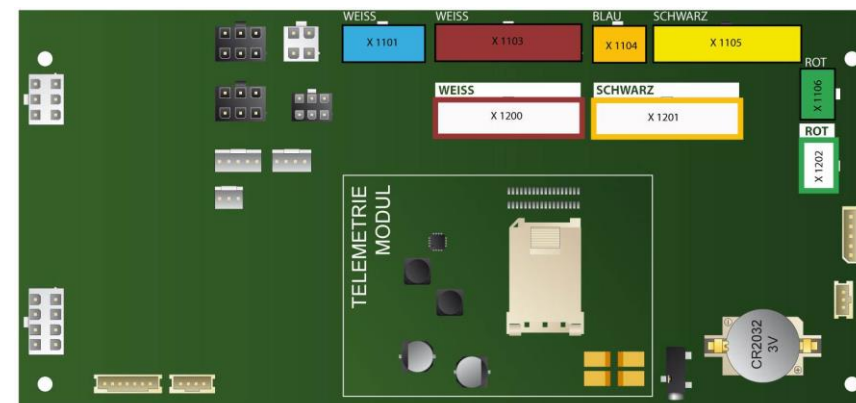 WEISS
WEISS
BLAU
SCHWARZ
X 1101
X 1103
X 1104
X 1105
ROT
X 1106
WEISS
SCHWARZ
X 1200
X 1201
ROT
X 1202
TELEMETRIE
MODUL
CR2032
3V